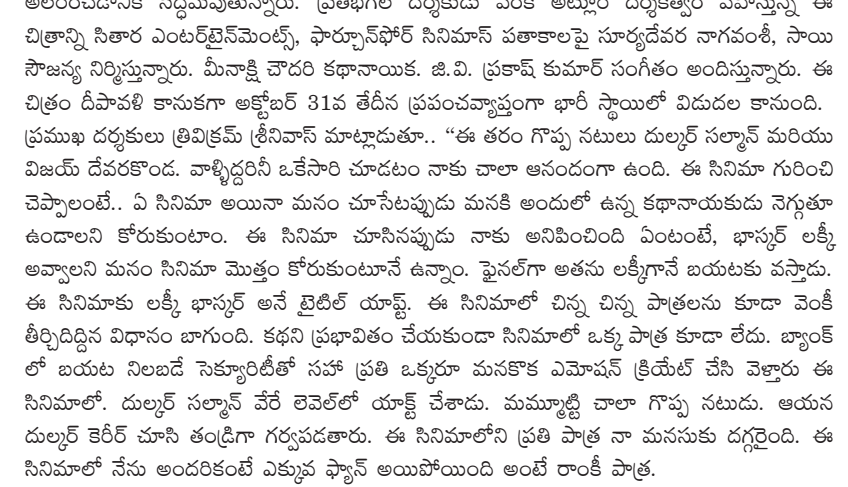 అలరించడానికి సిద్ధమవుతున్నారు. ప్రతిభగల దర్శకుడు వెంకీ అట్లూరి దర్శకత్వం వహిస్తున్న ఈ
చిత్రాన్ని సితార ఎంటర్‌టైన్‌మెంట్స్, ఫార్చూన్‌ఫోర్ సినిమాస్ పతాకాలపై సూర్యదేవర నాగవంశీ, సాయి
సౌజన్య నిర్మిస్తున్నారు. మీనాక్షి చౌదరి కథానాయిక. జి.వి. ప్రకాష్ కుమార్ సంగీతం అందిస్తున్నారు. ఈ
చిత్రం దీపావళి కానుకగా అక్టోబర్ 31వ తేదీన ప్రపంచవ్యాప్తంగా భారీ స్థాయిలో విడుదల కానుంది.
ప్రముఖ దర్శకులు త్రివిక్రమ్ శ్రీనివాస్ మాట్లాడుతూ.. “ఈ తరం గొప్ప నటులు దుల్కర్ సల్మాన్ మరియు
విజయ్ దేవరకొండ. వాళ్ళిద్దరినీ ఒకేసారి చూడటం నాకు చాలా ఆనందంగా ఉంది. ఈ సినిమా గురించి
చెప్పాలంటే.. ఏ సినిమా అయినా మనం చూసేటప్పుడు మనకి అందులో ఉన్న కథానాయకుడు నెగ్గుతూ
ఉండాలని కోరుకుంటాం. ఈ సినిమా చూసినప్పుడు నాకు అనిపించింది ఏంటంటే, భాస్కర్ లక్కీ
అవ్వాలని మనం సినిమా మొత్తం కోరుకుంటూనే ఉన్నాం. ఫైనల్‌గా అతను లక్కీగానే బయటకు వస్తాడు.
ఈ సినిమాకు లక్కీ భాస్కర్ అనే టైటిల్ యాప్ట్. ఈ సినిమాలో చిన్న చిన్న పాత్రలను కూడా వెంకీ
తీర్చిదిద్దిన విధానం బాగుంది. కథని ప్రభావితం చేయకుండా సినిమాలో ఒక్క పాత్ర కూడా లేదు. బ్యాంక్
లో బయట నిలబడే సెక్యూరిటీతో సహా ప్రతి ఒక్కరూ మనకొక ఎమోషన్ క్రియేట్ చేసి వెళ్తారు ఈ
సినిమాలో. దుల్కర్ సల్మాన్ వేరే లెవెల్‌లో యాక్ట్ చేశాడు. మమ్మూట్టి చాలా గొప్ప నటుడు. ఆయన
దుల్కర్ కెరీర్ చూసి తండ్రిగా గర్వపడతారు. ఈ సినిమాలోని ప్రతి పాత్ర నా మనసుకు దగ్గరైంది. ఈ
సినిమాలో నేను అందరికంటే ఎక్కువ ఫ్యాన్ అయిపోయింది అంటే రాంకీ పాత్ర.